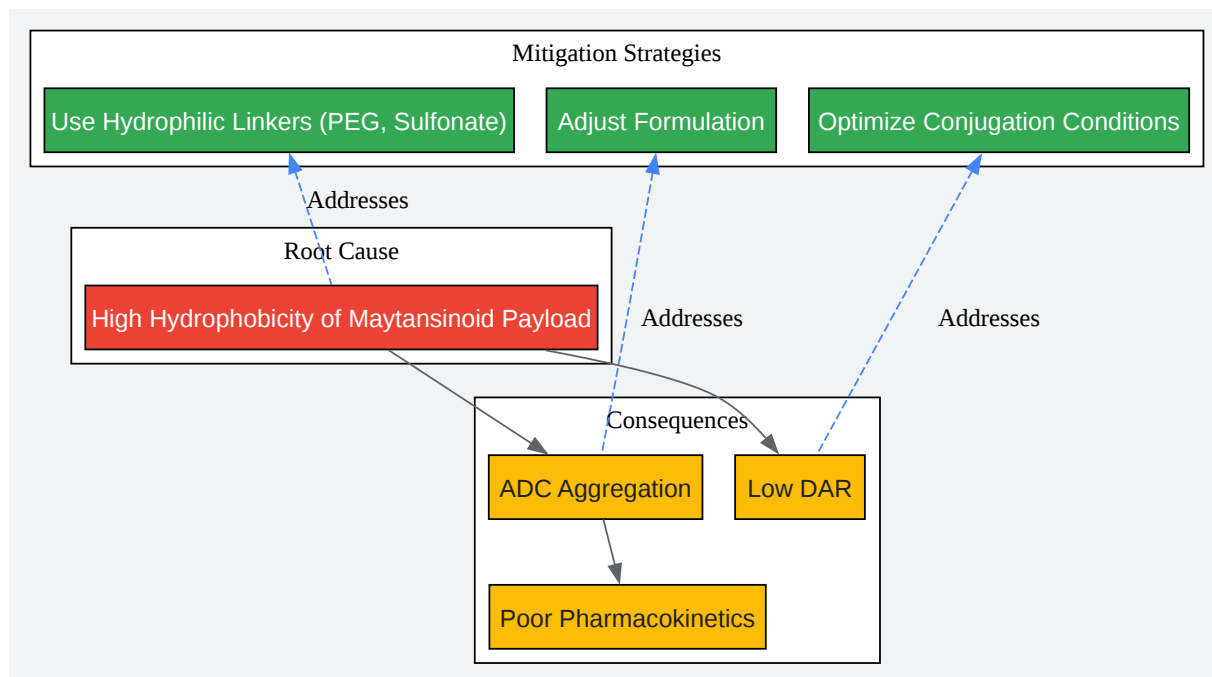 Mitigation Strategies
Use Hydrophilic Linkers (PEG, Sulfonate)
Adjust Formulation
Optimize Conjugation Conditions
Addresses
Root Cause
High Hydrophobicity of Maytansinoid Payload
Addresses
Addresses
Consequences
ADC Aggregation
Low DAR
Poor Pharmacokinetics